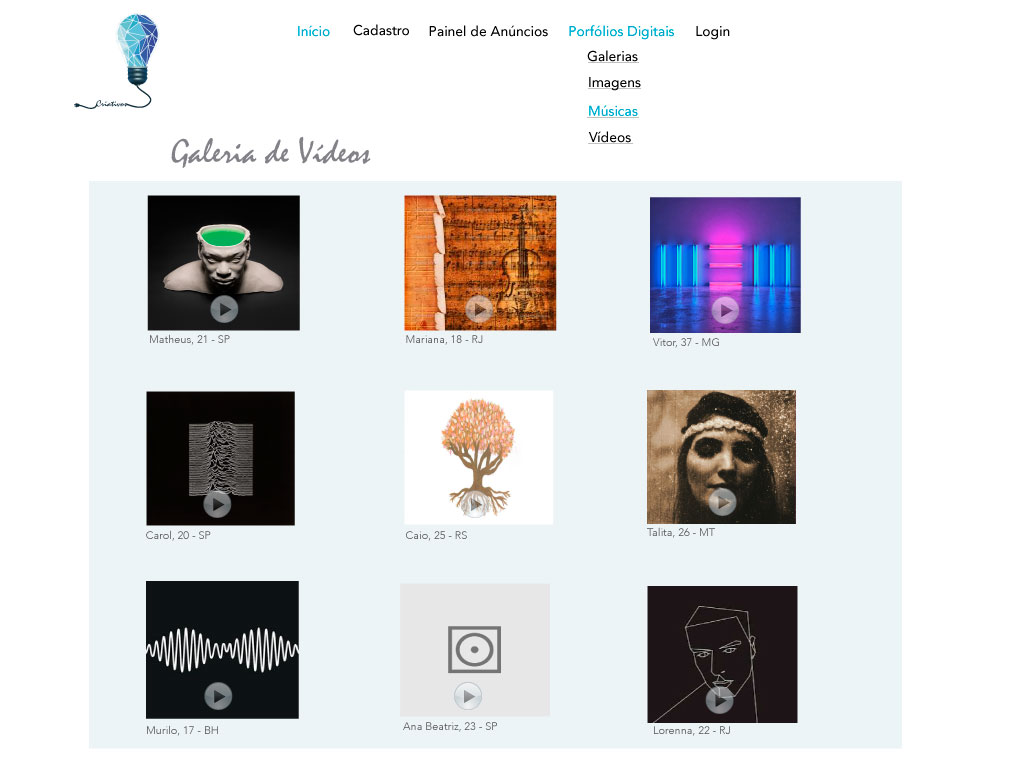 Início Cadastro Painel de Anúncios Porfólios Digitais Login
Galerias
Imagens
Músicas
Vídeos
Criativos
Galeria de Vídeos
Matheus, 21 - SP
Mariana, 18 - RJ
Vitor, 37 - MG
Carol, 20 - SP
Caio, 25 - RS
Talita, 26 - MT
Murilo, 17 - BH
Ana Beatriz, 23 - SP
Lorenna, 22 - RJ